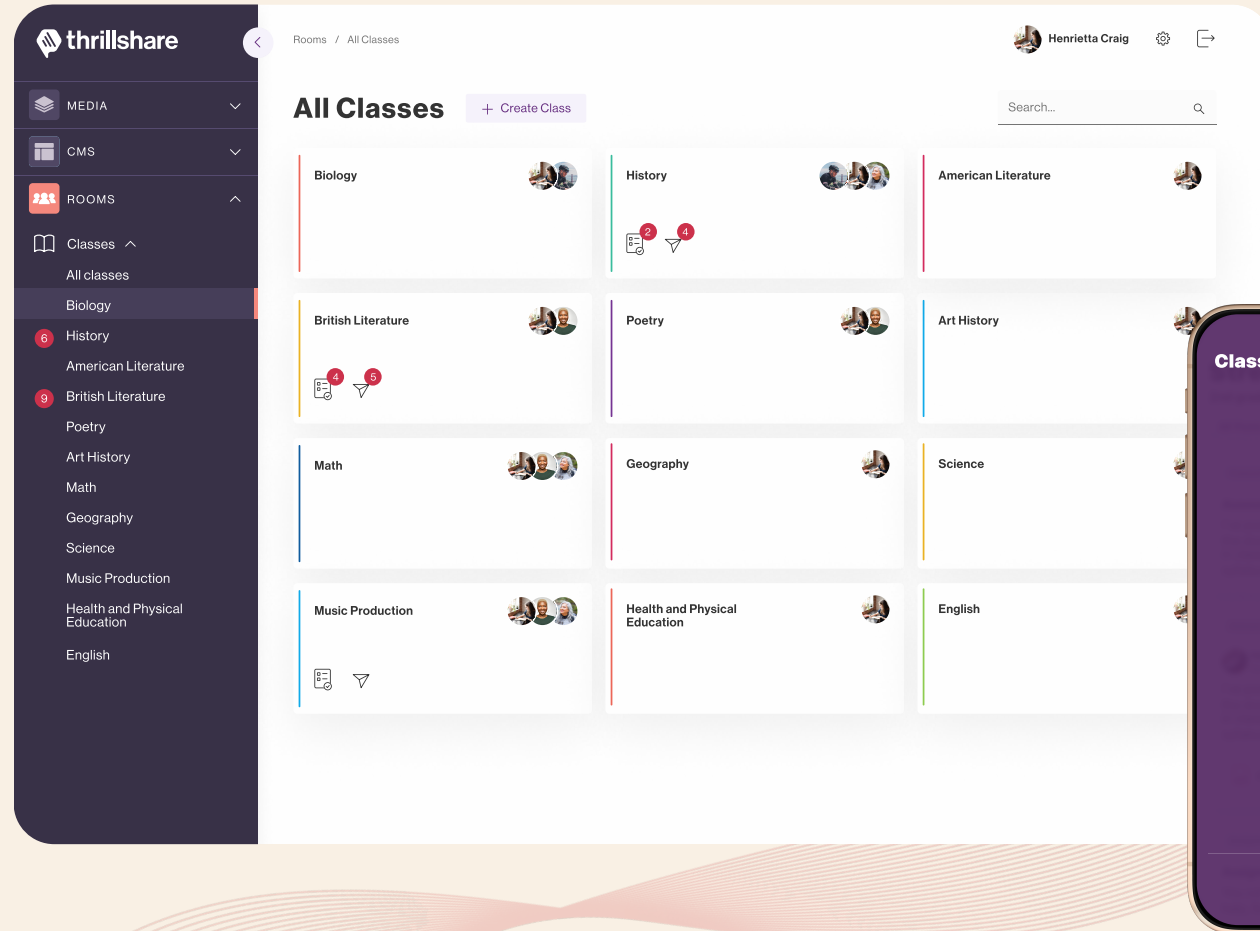 thrillshare
MEDIA
CMS
ROOMS
Classes
All classes
Biology
6 History
American Literature
9 British Literature
Poetry
Art History
Math
Geography
Science
Music Production
Health and Physical
Education
English
Rooms / All Classes
Henrietta Craig
All Classes
+ Create Class
Search...
Biology
History
2 4
American Literature
British Literature
4 5
Poetry
Art History
Math
Geography
Science
Music Production
Health and Physical
Education
English
Clas